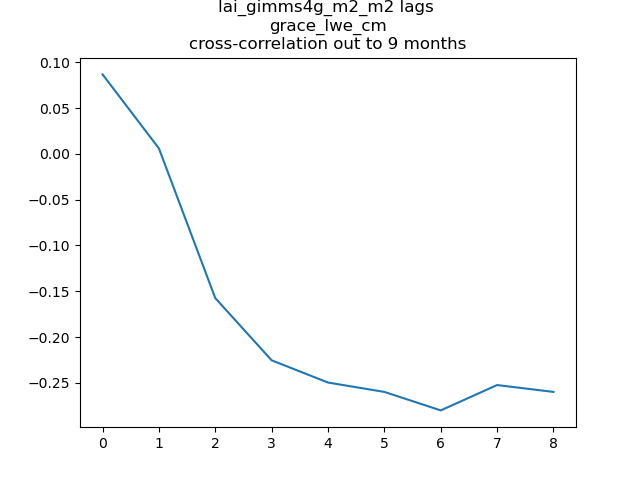 lai_gimms4g_m2_m2 lags
grace_lwe_cm
cross-correlation out to 9 months
0.10
0.05
0.00
−0.05
−0.10
−0.15
−0.20
−0.25
0 1 2 3 4 5 6 7 8